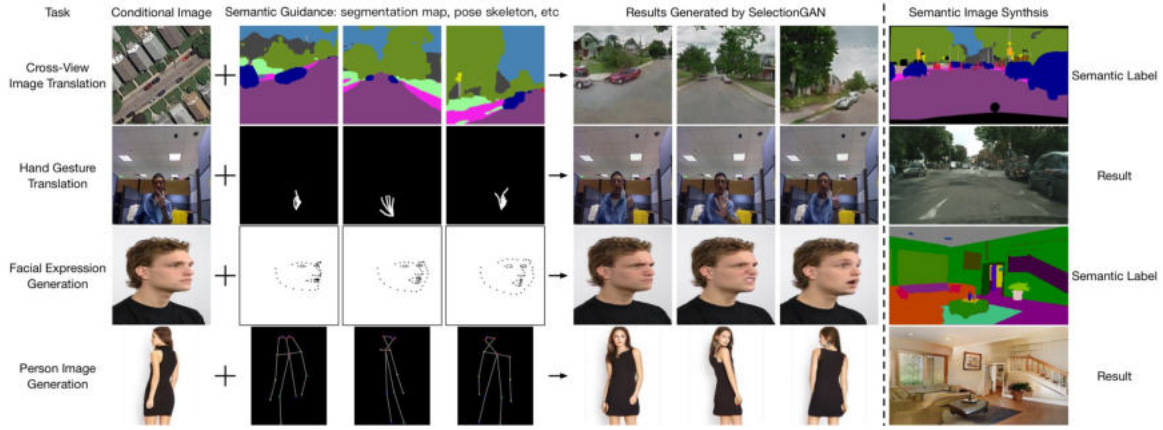 Task
Conditional Image
Semantic Guidance: segmentation map, pose skeleton, etc
Results Generated by SelectionGAN
Semantic Image Synthsis
Cross-View
Image Translation
Semantic Label
Hand Gesture
Translation
Result
Facial Expression
Generation
Semantic Label
Person Image
Generation
Result